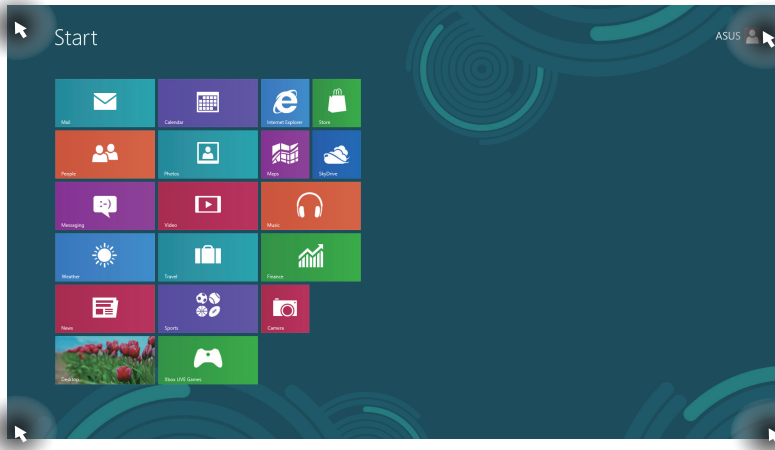 Start
ASUS
Mail
Calendar
Internet Explorer
Store
People
Photos
Maps
SkyDrive
:-)
Messaging
Video
Music
Weather
Travel
Finance
News
Sports
Camera
Desktop
Xbox LIVE Games